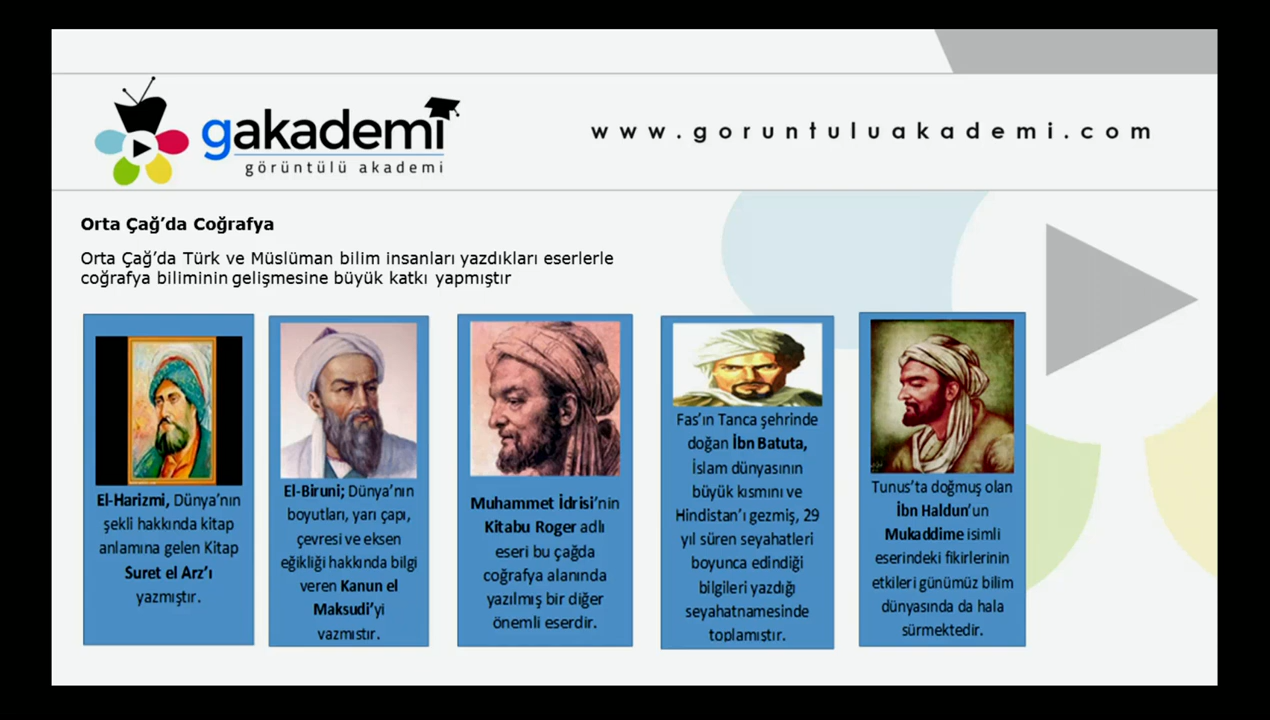 gakademi
görüntülü akademi
www.goruntuluakademi.com
Orta Çağ’da Coğrafya
Orta Çağ’da Türk ve Müslüman bilim insanları yazdıkları eserlerle
coğrafya biliminin gelişmesine büyük katkı yapmıştır
El-Harizmi, Dünya’nın
şekli hakkında kitap
anlamına gelen Kitap
Suret el Arz’ı
yazmıştır.
El-Biruni; Dünya’nın
boyutları, yarı çapı,
çevresi ve eksen
eğikliği hakkında bilgi
veren Kanun el
Maksudi’yi
yazmıstır.
Muhammet İdrisi’nin
Kitabu Roger adlı
eseri bu çağda
coğrafya alanında
yazılmış bir diğer
önemli eserdir.
Fas’ın Tanca şehrinde
doğan İbn Batuta,
İslam dünyasının
büyük kısmını ve
Hindistan’ı gezmiş, 29
yıl süren seyahatleri
boyunca edindiği
bilgileri yazdığı
seyahatnamesinde
toplamıstır.
Tunus’ta doğmuş olan
İbn Haldun’un
Mukaddime isimli
eserindeki fikirlerinin
etkileri günümüz bilim
dünyasında da hala
sürmektedir.